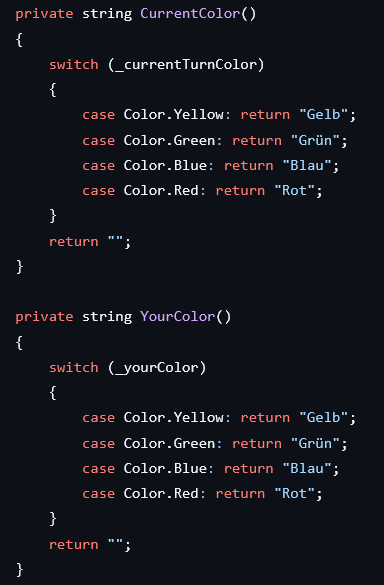 private string CurrentColor()
{
    switch (_currentTurnColor)
    {
        case Color.Yellow: return "Gelb";
        case Color.Green: return "Grün";
        case Color.Blue: return "Blau";
        case Color.Red: return "Rot";
    }
    return "";
}

private string YourColor()
{
    switch (_yourColor)
    {
        case Color.Yellow: return "Gelb";
        case Color.Green: return "Grün";
        case Color.Blue: return "Blau";
        case Color.Red: return "Rot";
    }
    return "";
}